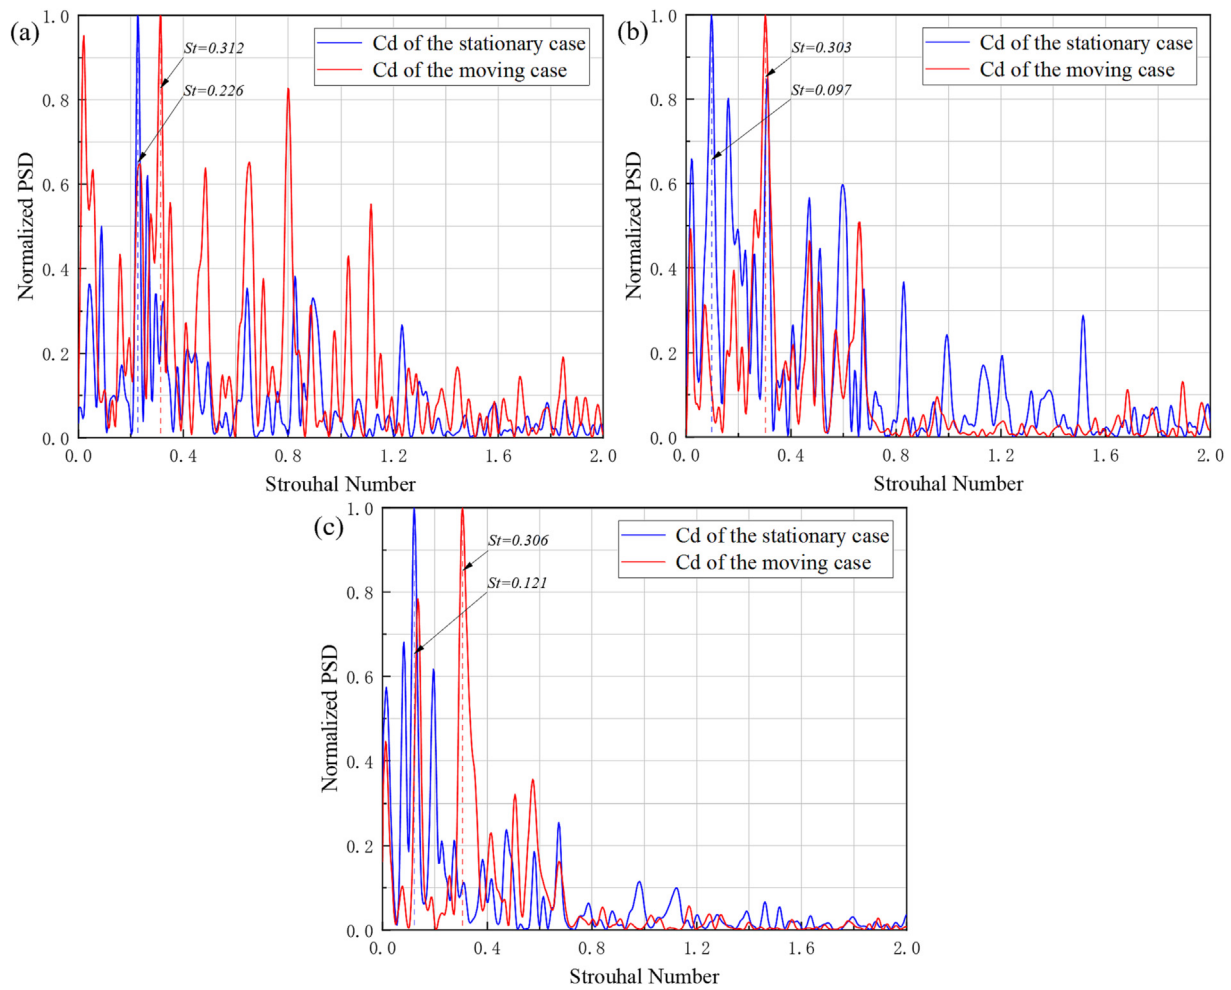 (a)
1. 0
0. 8
0. 6
0. 4
0. 2
0. 0
Normalized PSD
Cd of the stationary case
Cd of the moving case
St=0.312
St=0.226
0. 0 0. 4 0. 8 1. 2 1. 6 2. 0
Strouhal Number
(b)
1. 0
0. 8
0. 6
0. 4
0. 2
0. 0
Normalized PSD
Cd of the stationary case
Cd of the moving case
St=0.303
St=0.097
0. 0 0. 4 0. 8 1. 2 1. 6 2. 0
Strouhal Number
(c)
1. 0
0. 8
0. 6
0. 4
0. 2
0. 0
Normalized PSD
Cd of the stationary case
Cd of the moving case
St=0.306
St=0.121
0. 0 0. 4 0. 8 1. 2 1. 6 2. 0
Strouhal Number